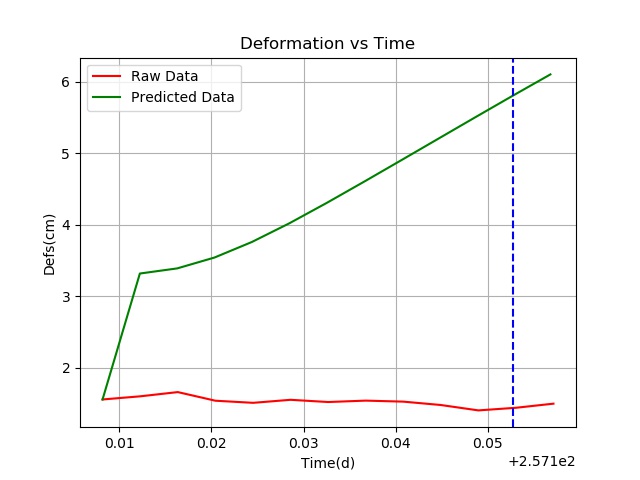 Deformation vs Time
Raw Data
Predicted Data
6
5
4
3
2
Defs(cm)
0.01 0.02 0.03 0.04 0.05
Time(d)
+2.571e2